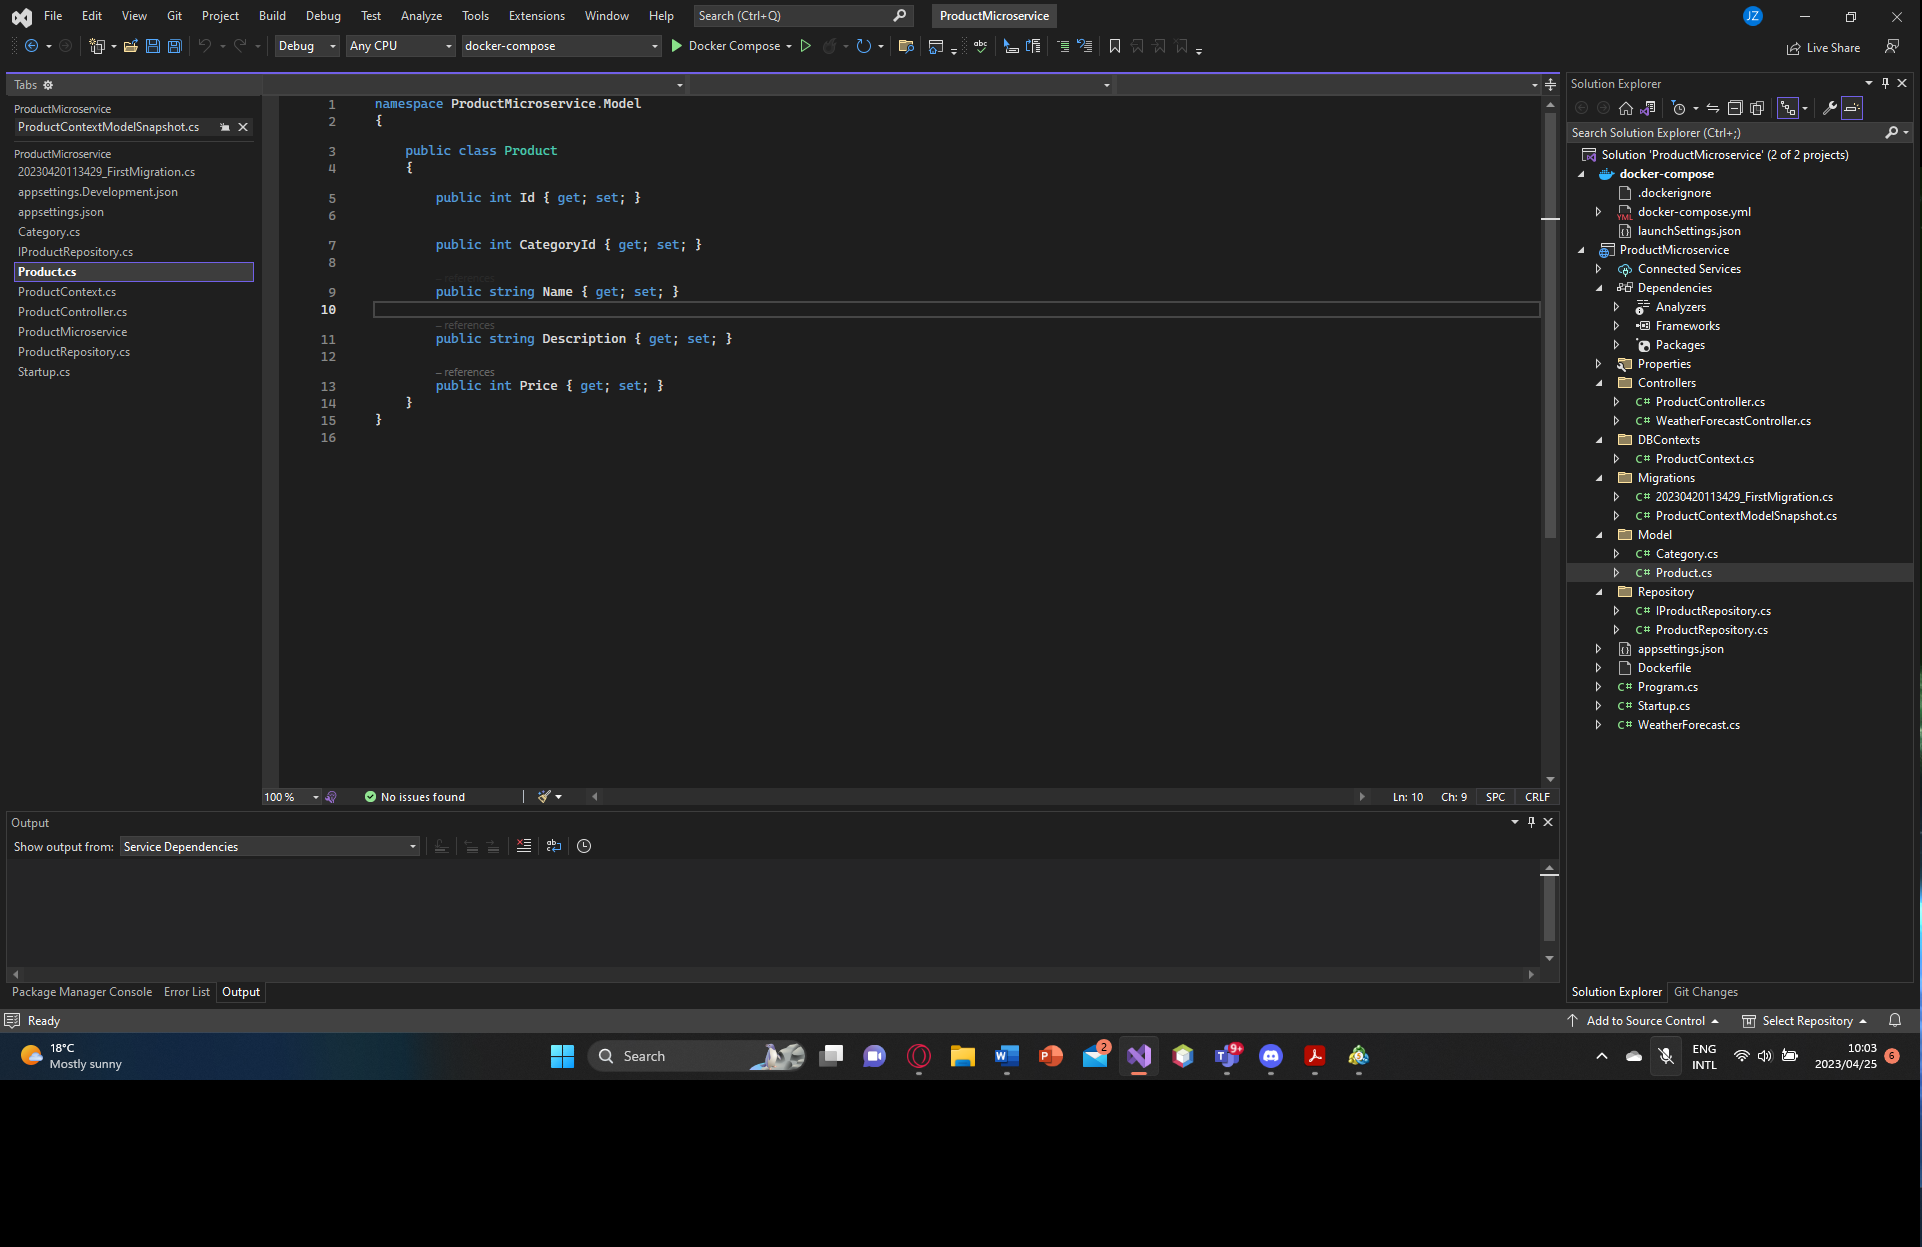 File Edit View Git Project Build Debug Test Analyze Tools Extensions Window Help Search (Ctrl+Q) ProductMicroservice JZ
Debug Any CPU docker-compose Docker Compose Live Share
Tabs
ProductMicroservice
ProductContextModelSnapshot.cs
ProductMicroservice
20230420113429_FirstMigration.cs
appsettings.Development.json
appsettings.json
Category.cs
IProductRepository.cs
Product.cs
ProductContext.cs
ProductController.cs
ProductMicroservice
ProductRepository.cs
Startup.cs
1 namespace ProductMicroservice.Model
2 {
3 public class Product
4 {
5 public int Id { get; set; }
6
7 public int CategoryId { get; set; }
8
– references
9 public string Name { get; set; }
10
– references
11 public string Description { get; set; }
12
– references
13 public int Price { get; set; }
14 }
15 }
16
100 % No issues found Ln: 10 Ch: 9 SPC CRLF
Output
Show output from: Service Dependencies
Package Manager Console Error List Output
Solution Explorer
Search Solution Explorer (Ctrl+;)
Solution 'ProductMicroservice' (2 of 2 projects)
docker-compose
.dockerignore
YML docker-compose.yml
launchSettings.json
ProductMicroservice
Connected Services
Dependencies
Analyzers
Frameworks
Packages
Properties
Controllers
C# ProductController.cs
C# WeatherForecastController.cs
DBContexts
C# ProductContext.cs
Migrations
C# 20230420113429_FirstMigration.cs
C# ProductContextModelSnapshot.cs
Model
C# Category.cs
C# Product.cs
Repository
C# IProductRepository.cs
C# ProductRepository.cs
appsettings.json
Dockerfile
C# Program.cs
C# Startup.cs
C# WeatherForecast.cs
Solution Explorer Git Changes
Ready Add to Source Control Select Repository
18°C
Mostly sunny
Search
2
9+
ENG
INTL
10:03
2023/04/25
6